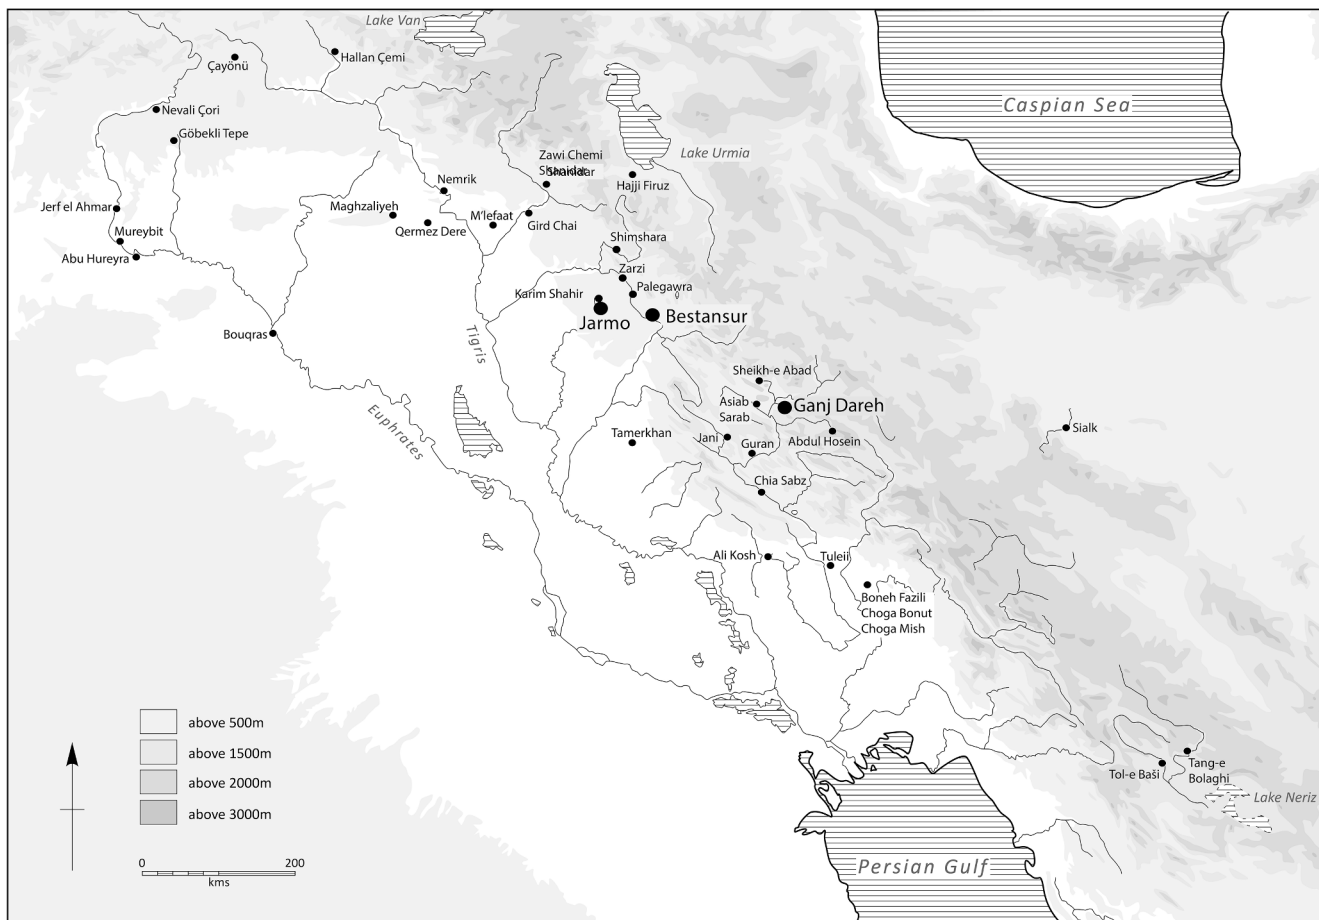 Lake Van
Hallan Çemi
Çayönü
Caspian Sea
Nevali Çori
Göbekli Tepe
Zawi Chemi
Shanidar
Shanidar
Lake Urmia
Hajji Firuz
Nemrik
Jerf el Ahmar
Maghzaliyeh
M'lefaat
Gird Chai
Qermez Dere
Mureybit
Abu Hureyra
Shimshara
Zarzi
Palegawra
Karim Shahir
Jarmo
Bestansur
Bouqras
Tigris
Sheikh-e Abad
Asiab
Sarab
Ganj Dareh
Euphrates
Tamerkhan
Jani
Guran
Abdul Hosein
Sialk
Chia Sabz
Ali Kosh
Tuleii
Boneh Fazili
Choga Bonut
Choga Mish
above 500m
above 1500m
above 2000m
above 3000m
Tol-e Baši
Tang-e
Bolaghi
Lake Neriz
Persian Gulf
0 200
kms